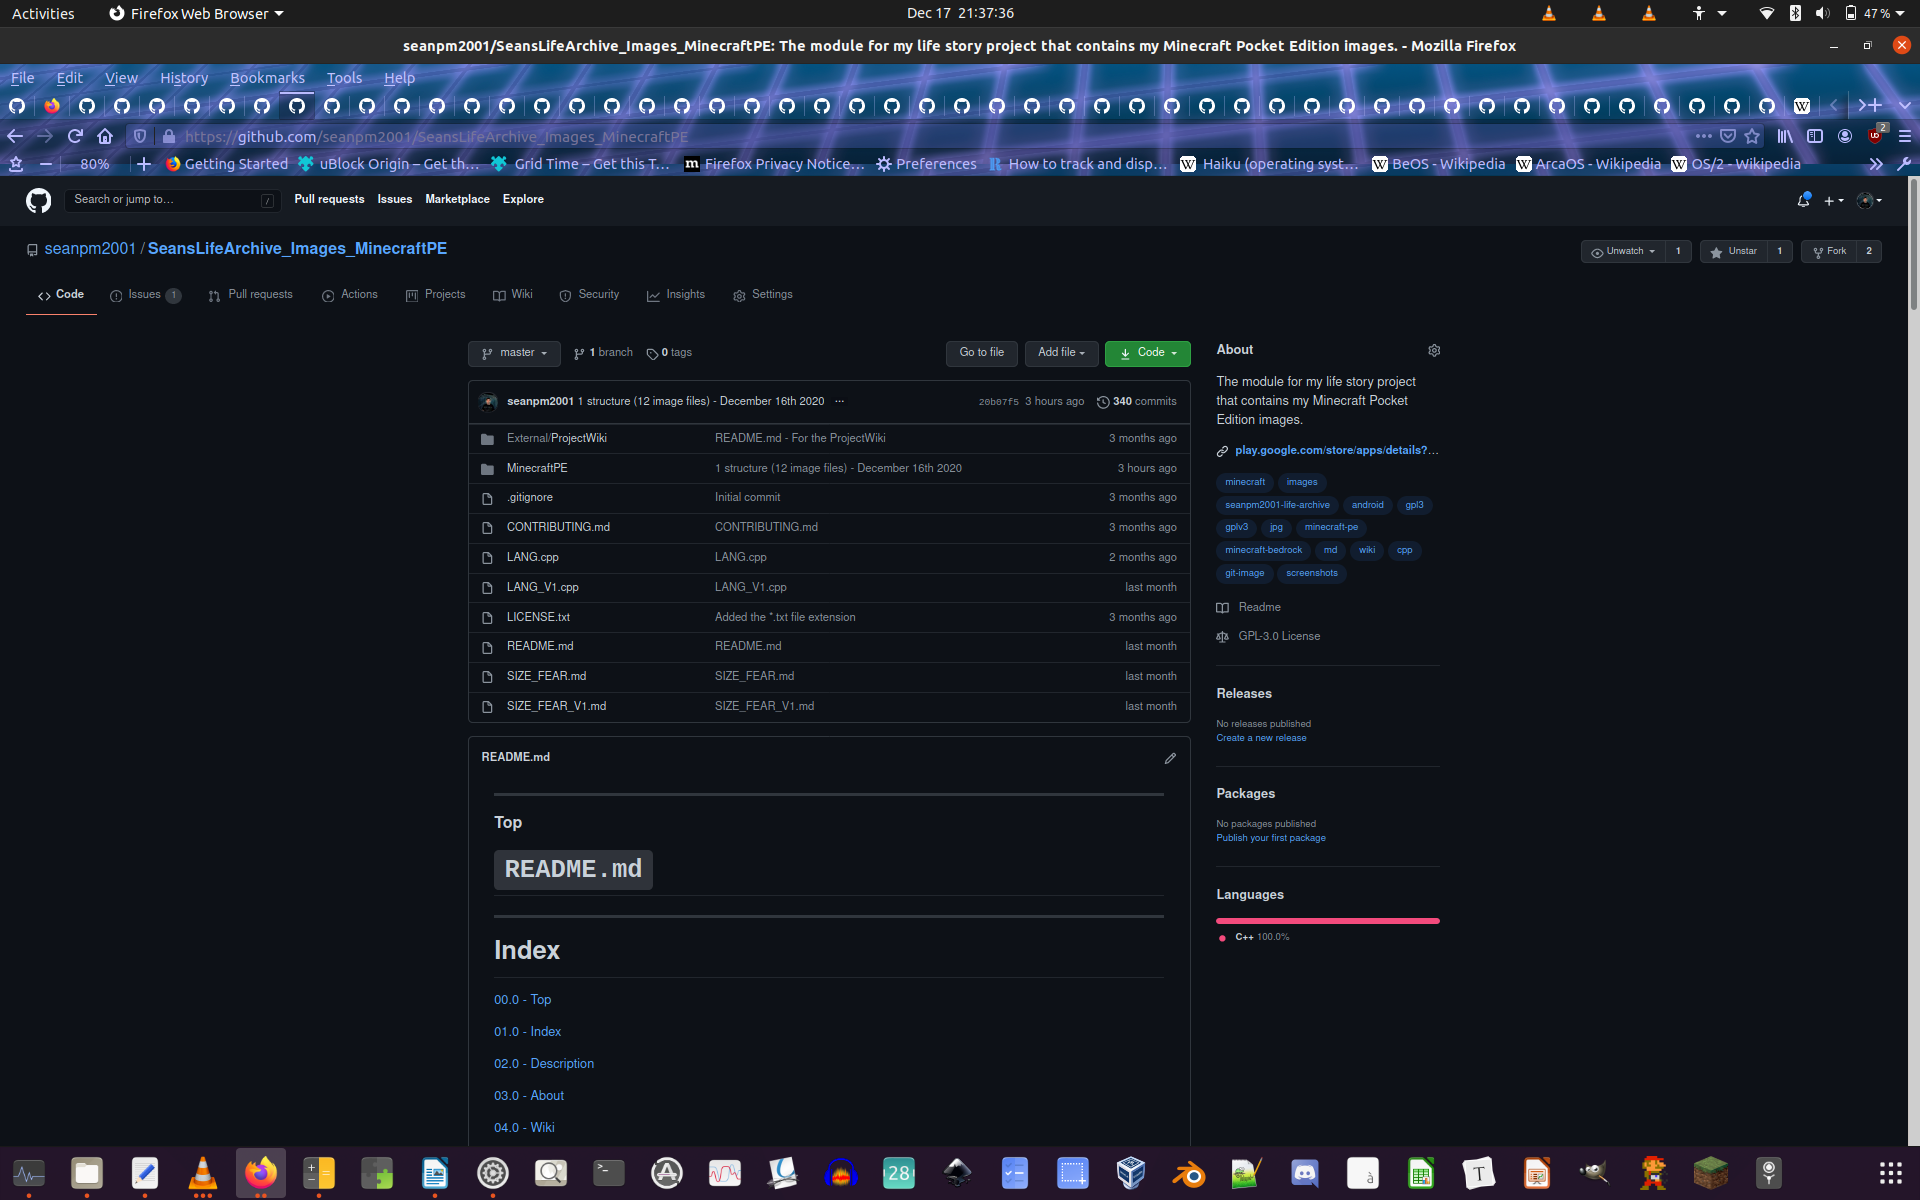 Activities Firefox Web Browser Dec 17 21:37:36 47 %
seanpm2001/SeansLifeArchive_Images_MinecraftPE: The module for my life story project that contains my Minecraft Pocket Edition images. - Mozilla Firefox
File Edit View History Bookmarks Tools Help
https://github.com/seanpm2001/SeansLifeArchive_Images_MinecraftPE 2
80% Getting Started uBlock Origin – Get th… Grid Time – Get this T… Firefox Privacy Notice… Preferences How to track and disp… Haiku (operating syst… BeOS - Wikipedia ArcaOS - Wikipedia OS/2 - Wikipedia
Search or jump to… / Pull requests Issues Marketplace Explore
seanpm2001 / SeansLifeArchive_Images_MinecraftPE Unwatch 1 Unstar 1 Fork 2
Code Issues 1 Pull requests Actions Projects Wiki Security Insights Settings
master 1 branch 0 tags Go to file Add file Code
seanpm2001 1 structure (12 image files) - December 16th 2020 ... 20b07f5 3 hours ago 340 commits
External/ProjectWiki README.md - For the ProjectWiki 3 months ago
MinecraftPE 1 structure (12 image files) - December 16th 2020 3 hours ago
.gitignore Initial commit 3 months ago
CONTRIBUTING.md CONTRIBUTING.md 3 months ago
LANG.cpp LANG.cpp 2 months ago
LANG_V1.cpp LANG_V1.cpp last month
LICENSE.txt Added the *.txt file extension 3 months ago
README.md README.md last month
SIZE_FEAR.md SIZE_FEAR.md last month
SIZE_FEAR_V1.md SIZE_FEAR_V1.md last month
README.md
Top
README.md
Index
00.0 - Top
01.0 - Index
02.0 - Description
03.0 - About
04.0 - Wiki
About
The module for my life story project
that contains my Minecraft Pocket
Edition images.
play.google.com/store/apps/details?...
minecraft images
seanpm2001-life-archive android gpl3
gplv3 jpg minecraft-pe
minecraft-bedrock md wiki cpp
git-image screenshots
Readme
GPL-3.0 License
Releases
No releases published
Create a new release
Packages
No packages published
Publish your first package
Languages
C++ 100.0%
28